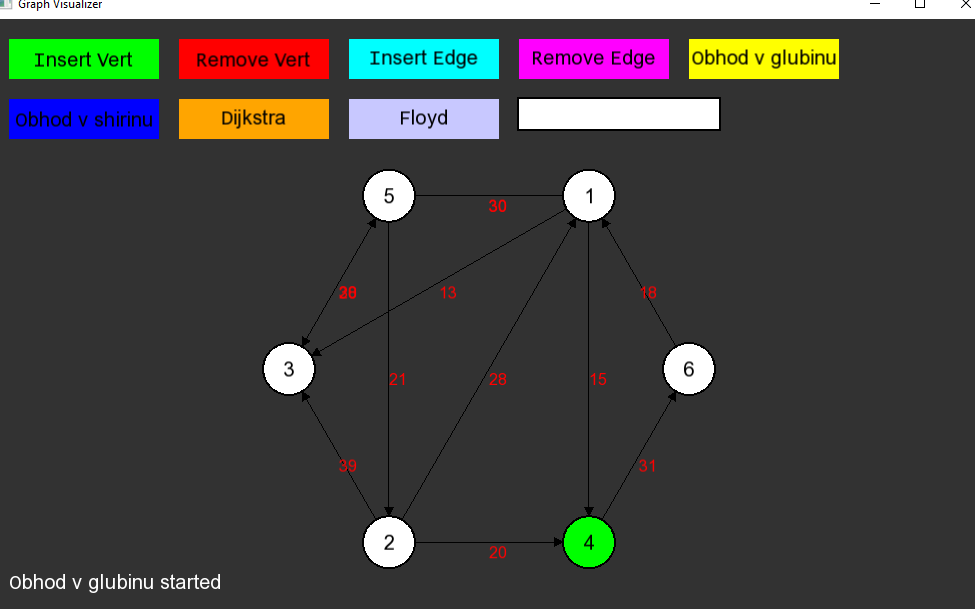 Graph Visualizer
Insert Vert Remove Vert Insert Edge Remove Edge Obhod v glubinu
Obhod v shirinu Dijkstra Floyd
5 1
30
13 18
3 6
21 28 15
39 31
2 4
20
Obhod v glubinu started